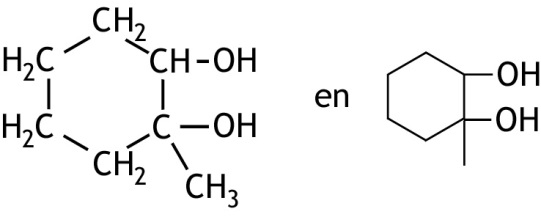 CH₂
H₂C CH-OH
OH
en
H₂C C-OH
OH
CH₂
CH₃